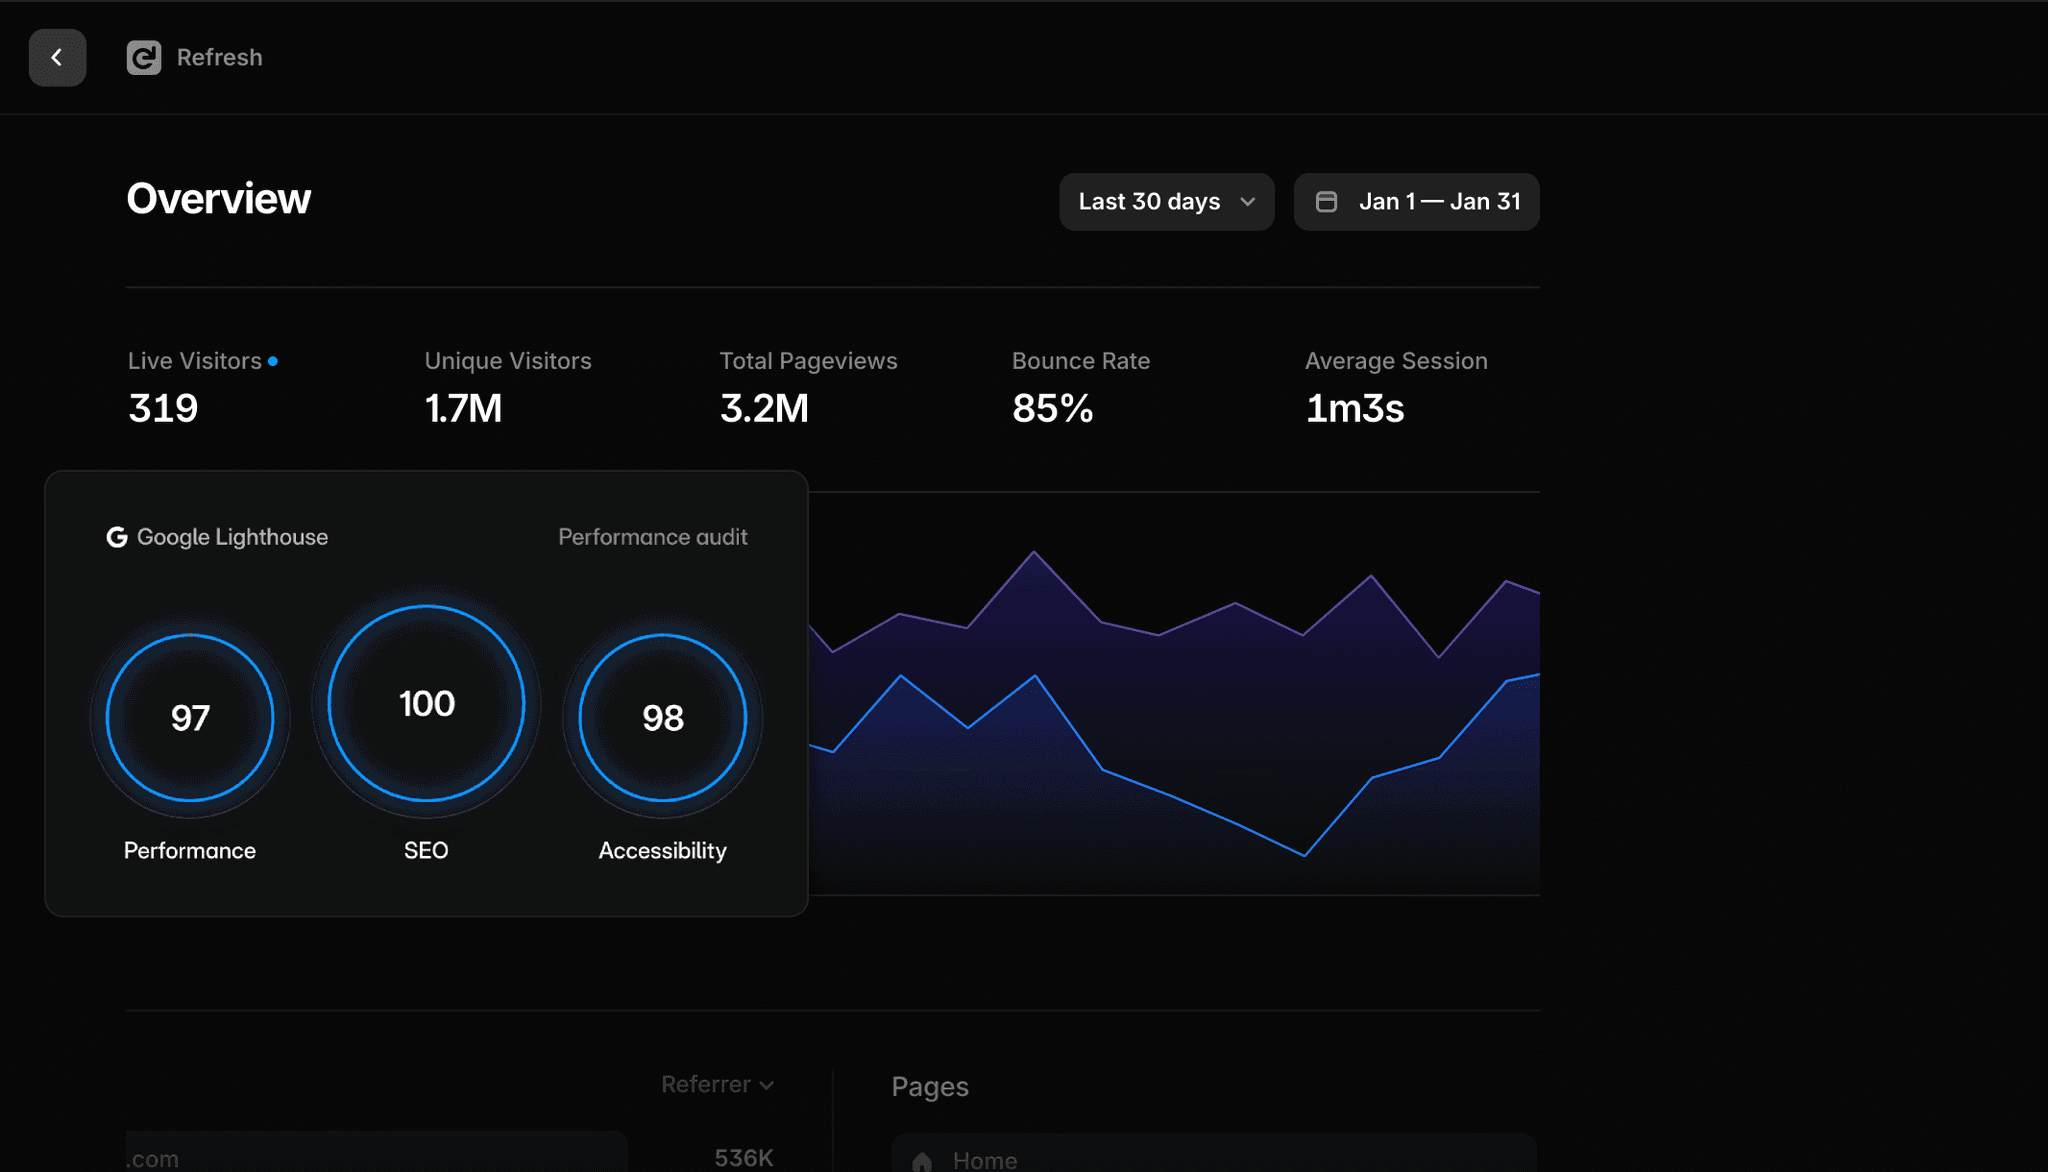 Refresh
Overview
Last 30 days
Jan 1 — Jan 31
Live Visitors
319
Unique Visitors
1.7M
Total Pageviews
3.2M
Bounce Rate
85%
Average Session
1m3s
Google Lighthouse
Performance audit
97
Performance
100
SEO
98
Accessibility
Referrer
.com
536K
Pages
Home